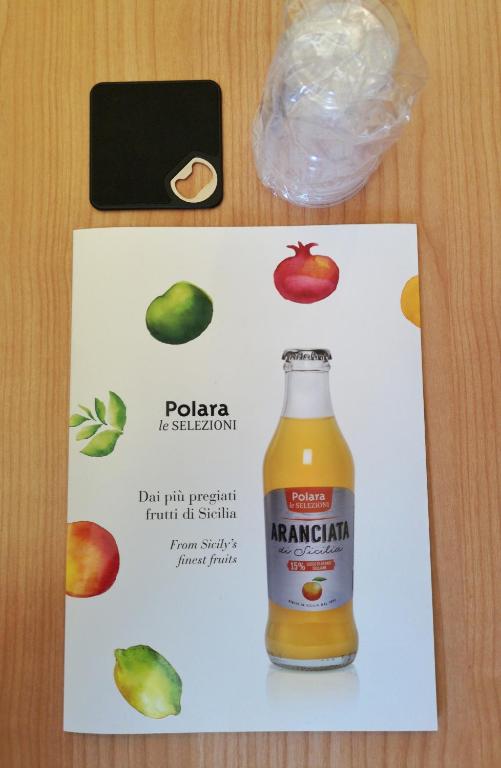 Polara
le SELEZIONI
Dai più pregiati
frutti di Sicilia
From Sicily's
finest fruits
Polara
le SELEZIONI
ARANCIATA
di Sicilia
15%